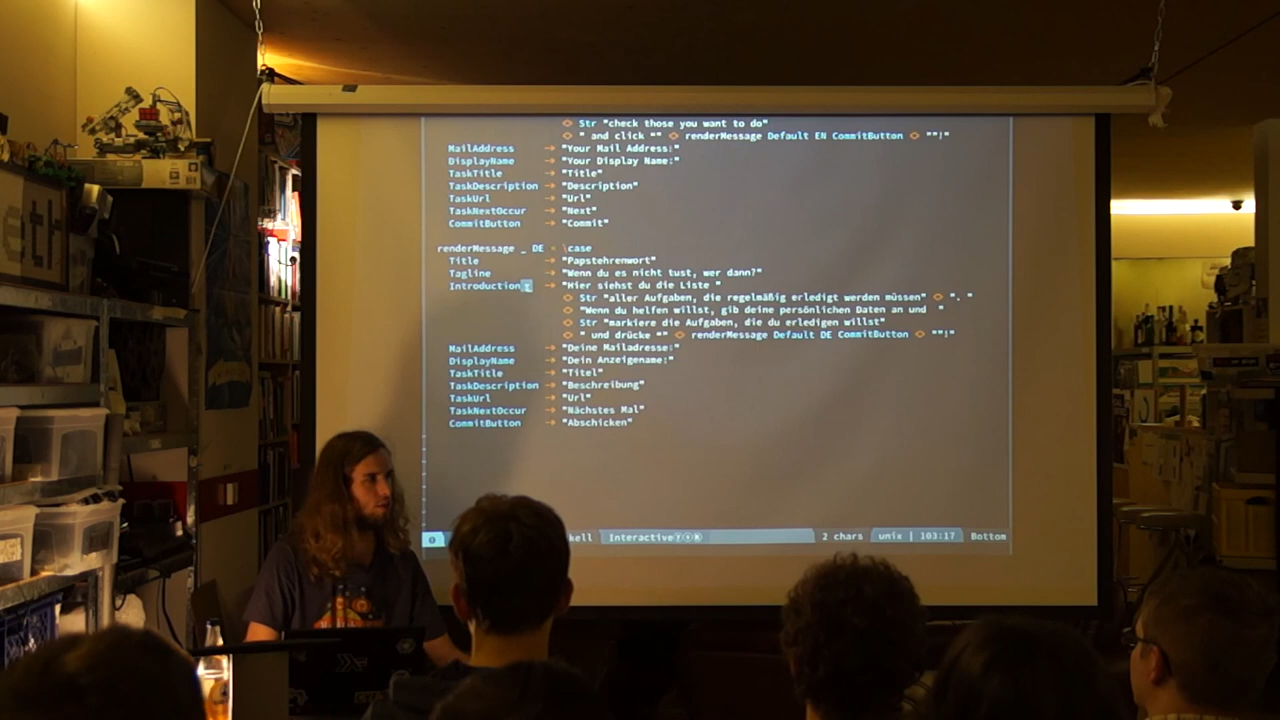 <> Str "check those you want to do"
<> " and click “" <> renderMessage Default EN CommitButton <> "”!"
MailAddress → "Your Mail Address:"
DisplayName → "Your Display Name:"
TaskTitle → "Title"
TaskDescription → "Description"
TaskUrl → "Url"
TaskNextOccur → "Next"
CommitButton → "Commit"
renderMessage _ DE = \case
Title → "Papstehrenwort"
Tagline → "Wenn du es nicht tust, wer dann?"
Introduction → "Hier siehst du die Liste "
<> Str "aller Aufgaben, die regelmäßig erledigt werden müssen" <> ". "
<> "Wenn du helfen willst, gib deine persönlichen Daten an und "
<> Str "markiere die Aufgaben, die du erledigen willst"
<> " und drücke “" <> renderMessage Default DE CommitButton <> "”!"
MailAddress → "Deine Mailadresse:"
DisplayName → "Dein Anzeigename:"
TaskTitle → "Titel"
TaskDescription → "Beschreibung"
TaskUrl → "Url"
TaskNextOccur → "Nächstes Mal"
CommitButton → "Abschicken"
kell Interactive 2 chars unix | 103:17 Bottom